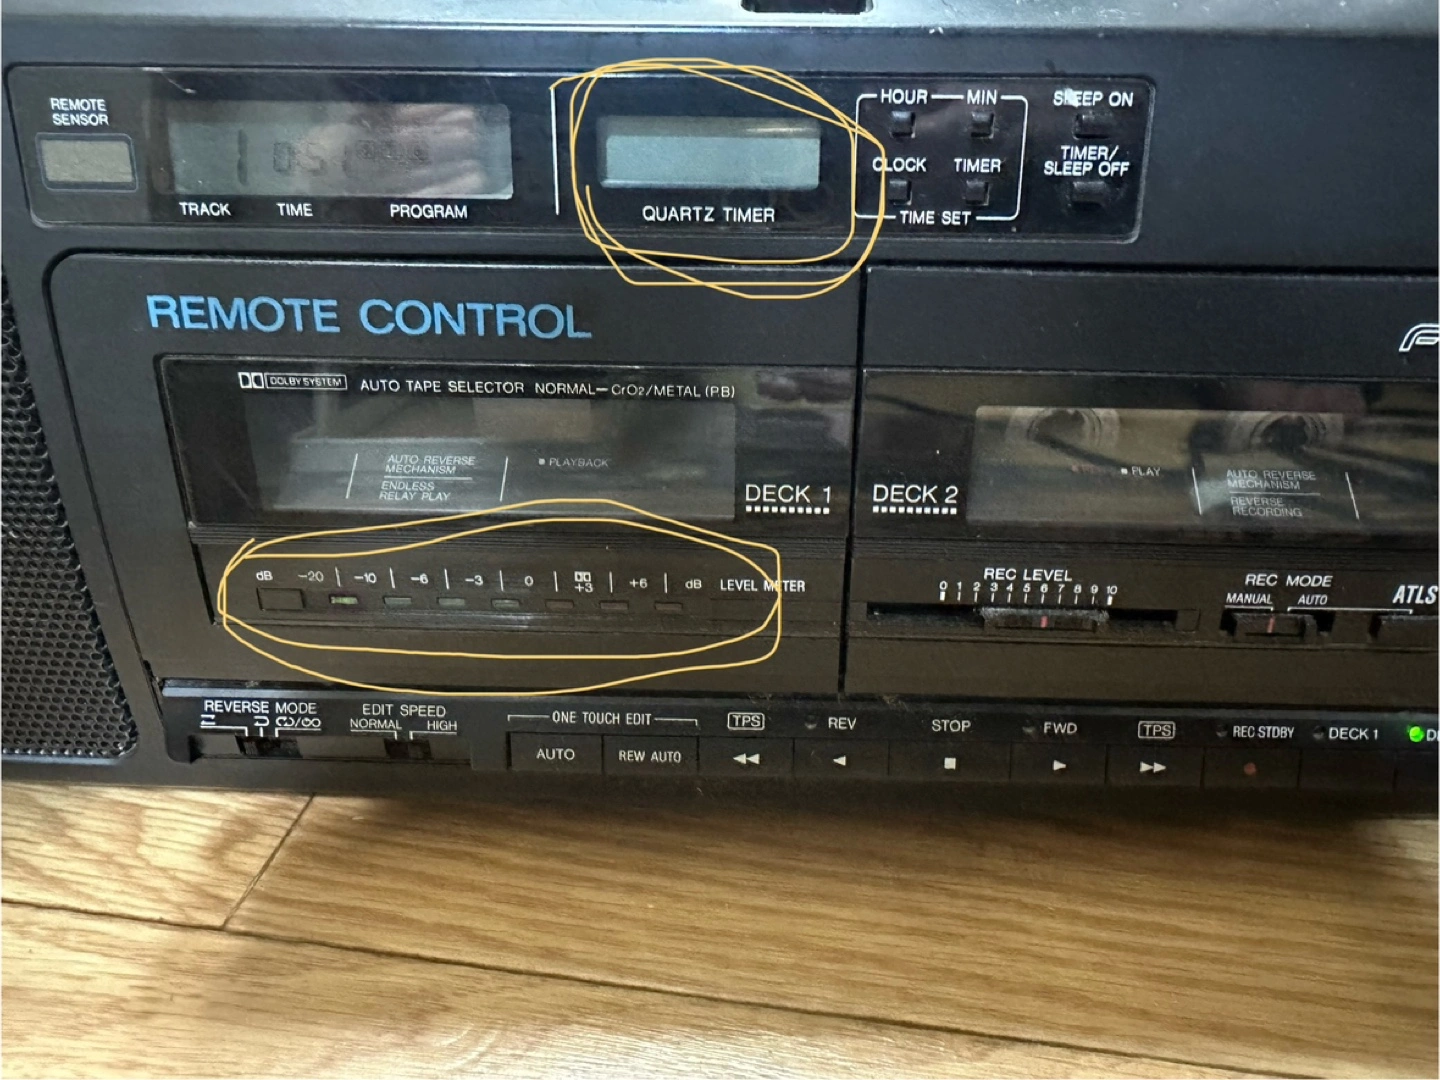 REMOTE
SENSOR
TRACK TIME PROGRAM
QUARTZ TIMER
HOUR MIN
CLOCK TIMER
TIME SET
SLEEP ON
TIMER/
SLEEP OFF
REMOTE CONTROL
DOLBY SYSTEM AUTO TAPE SELECTOR NORMAL—CrO2/METAL (P.B)
AUTO REVERSE
MECHANISM
ENDLESS
RELAY PLAY
PLAYBACK
DECK 1
DECK 2
PLAY
AUTO REVERSE
MECHANISM
REVERSE
RECORDING
dB -20 -10 -6 -3 0 +3 +6 dB LEVEL METER
REC LEVEL
0 1 2 3 4 5 6 7 8 9 10
REC MODE
MANUAL AUTO
ATLS
REVERSE MODE
EDIT SPEED
NORMAL HIGH
ONE TOUCH EDIT
AUTO REW AUTO
TPS REV STOP FWD TPS REC STDBY DECK 1